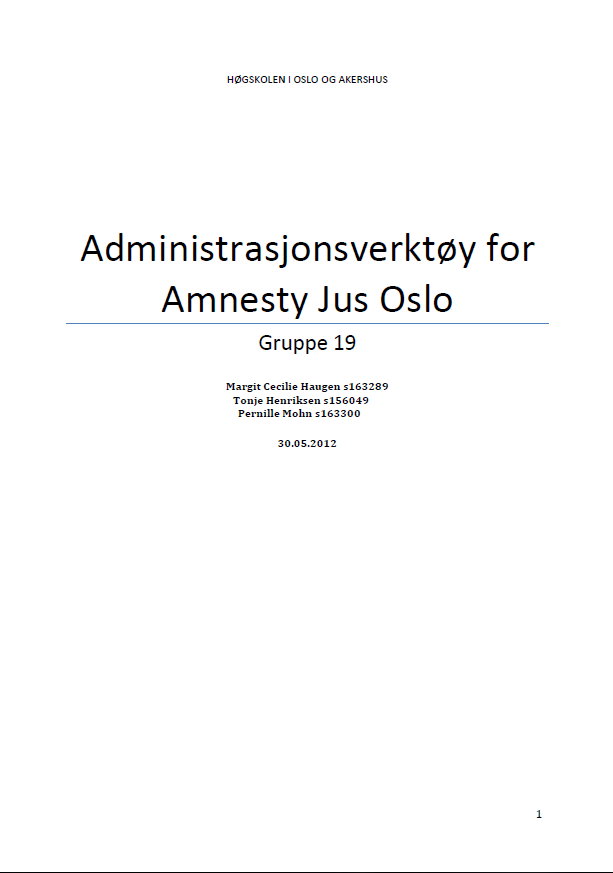 HØGSKOLEN I OSLO OG AKERSHUS
Administrasjonsverktøy for
Amnesty Jus Oslo
Gruppe 19
Margit Cecilie Haugen s163289
Tonje Henriksen s156049
Pernille Mohn s163300
30.05.2012
1